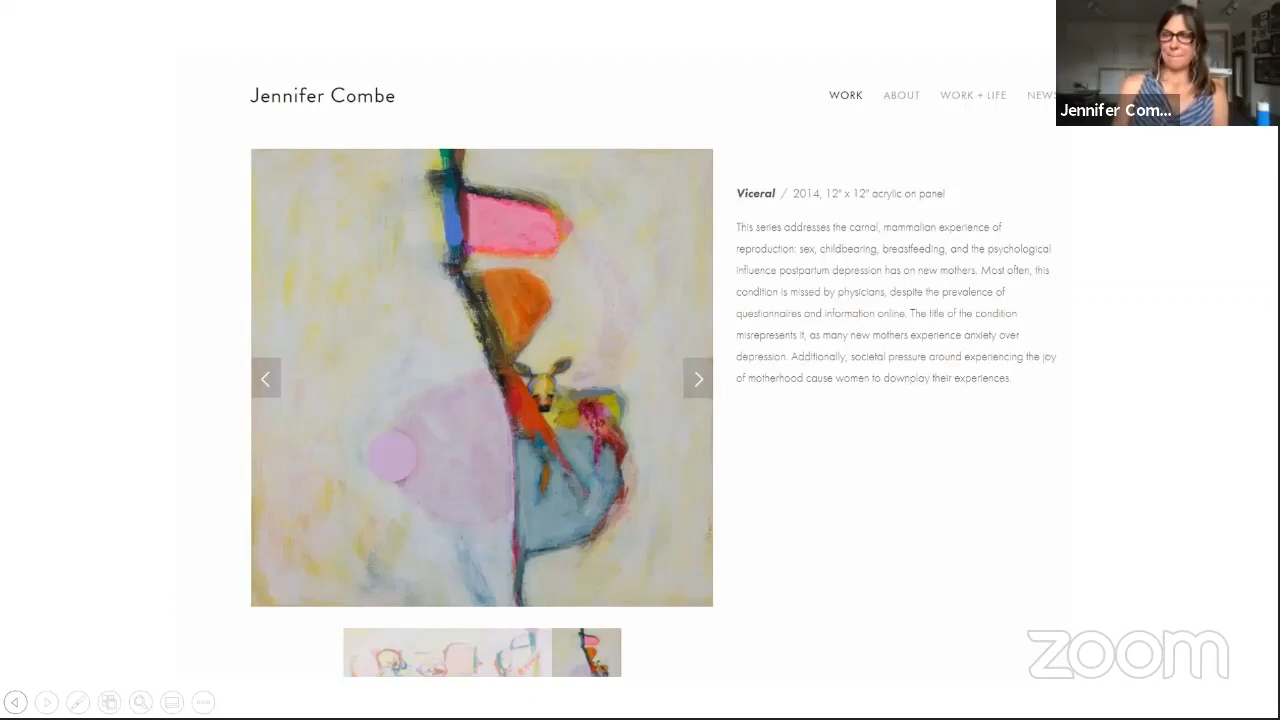 Jennifer Combe
WORK ABOUT WORK + LIFE NEWS
Jennifer Com...
Viceral / 2014, 12" x 12" acrylic on panel
This series addresses the carnal, mammalian experience of
reproduction: sex, childbearing, breastfeeding, and the psychological
influence postpartum depression has on new mothers. Most often, this
condition is missed by physicians, despite the prevalence of
questionnaires and information online. The title of the condition
misrepresents it, as many new mothers experience anxiety over
depression. Additionally, societal pressure around experiencing the joy
of motherhood cause women to downplay their experiences.
zoom